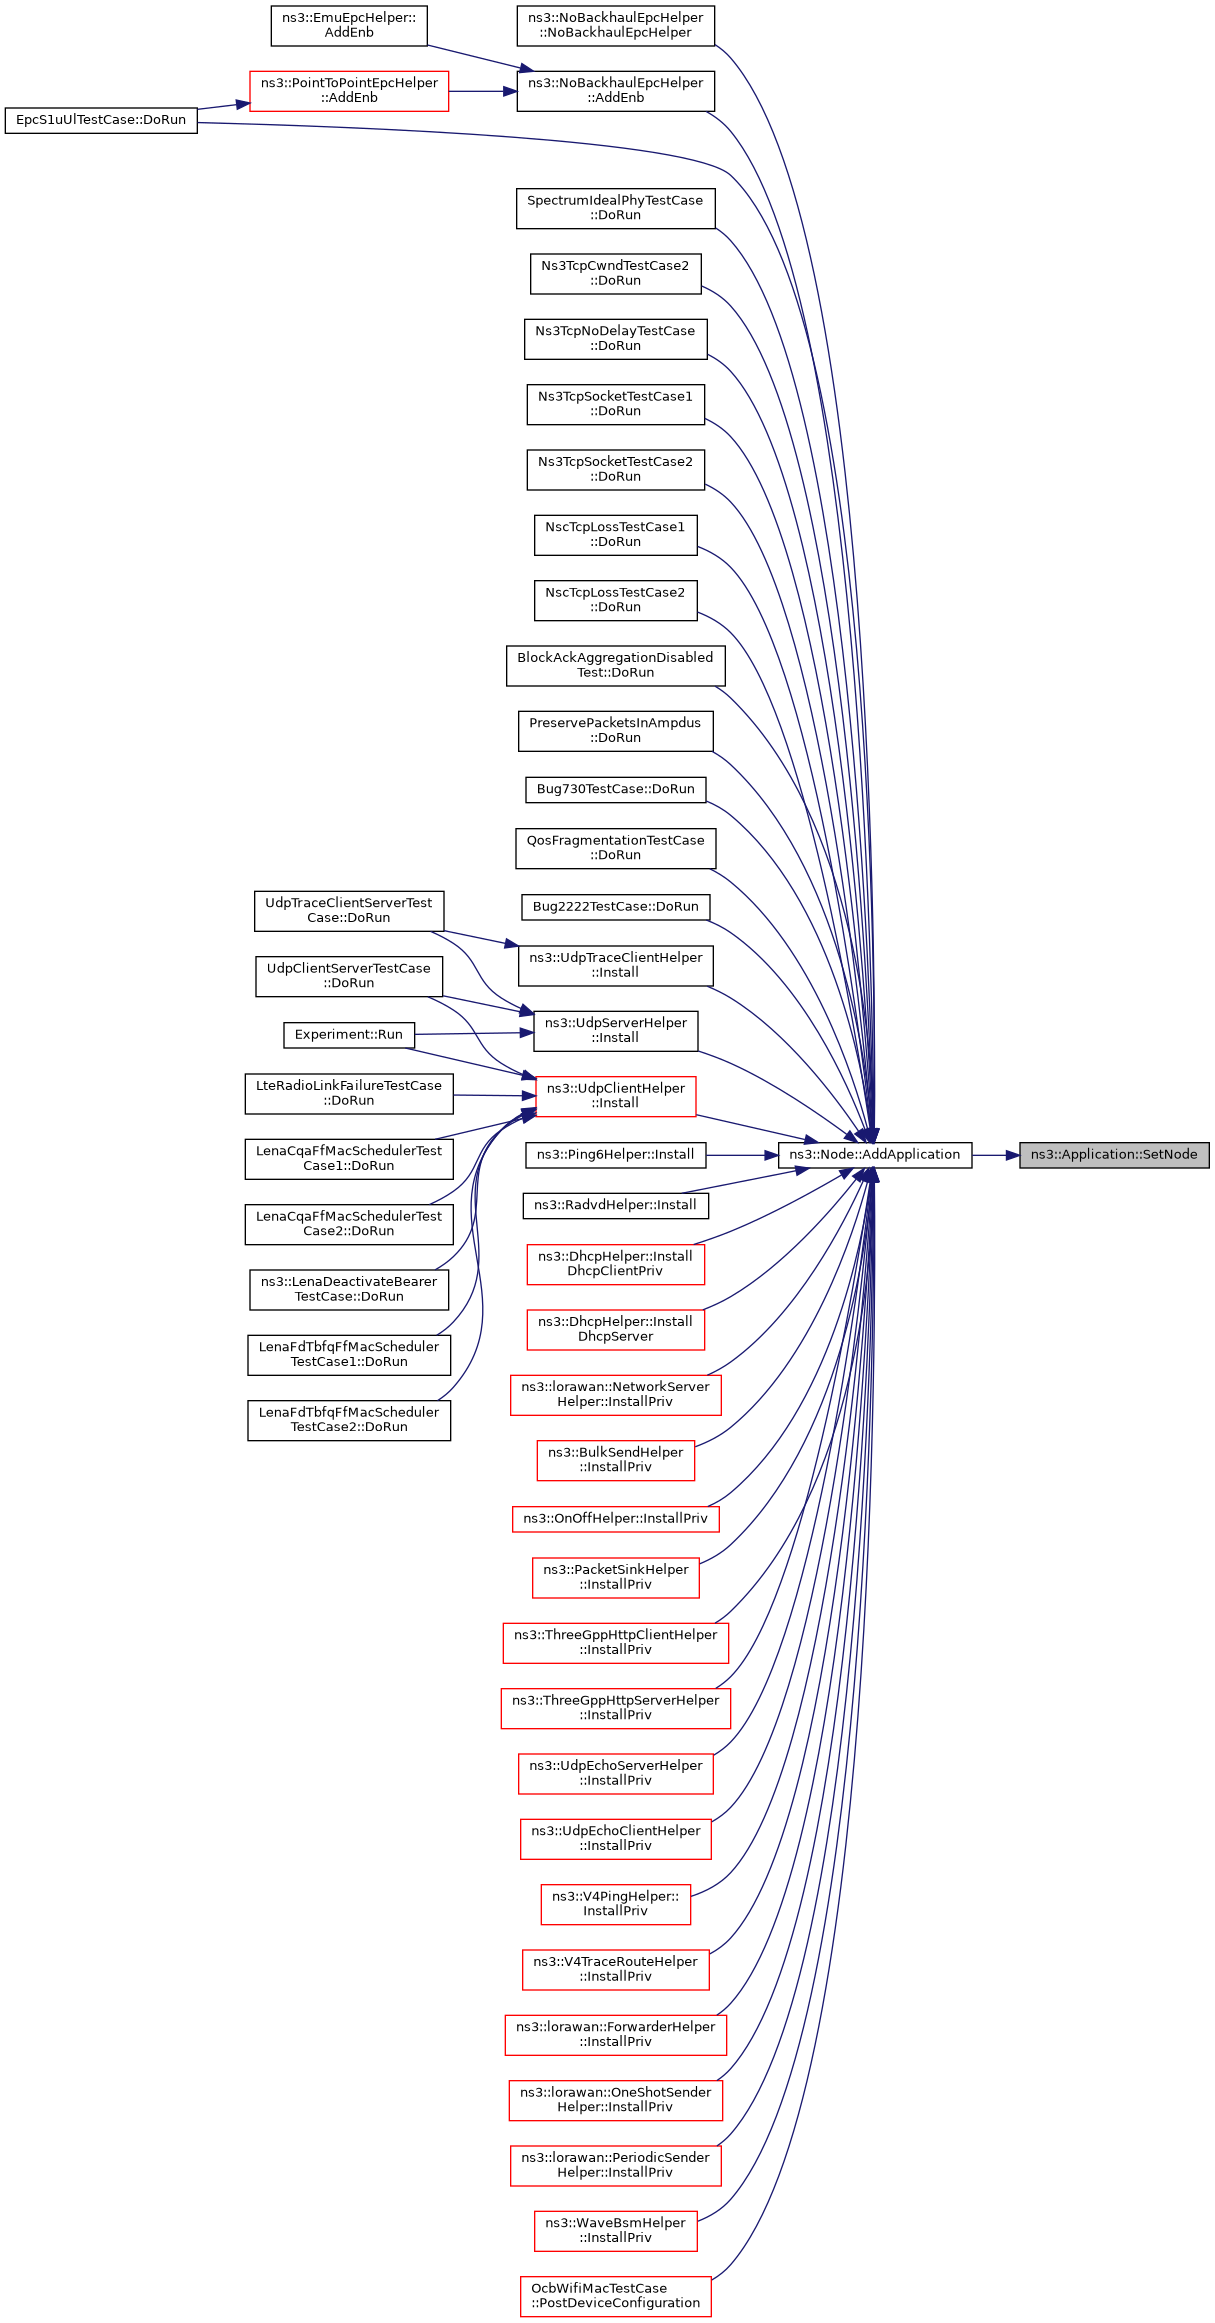 ns3::EmuEpcHelper::
AddEnb
ns3::NoBackhaulEpcHelper
::NoBackhaulEpcHelper
ns3::PointToPointEpcHelper
::AddEnb
ns3::NoBackhaulEpcHelper
::AddEnb
EpcS1uUlTestCase::DoRun
SpectrumIdealPhyTestCase
::DoRun
Ns3TcpCwndTestCase2
::DoRun
Ns3TcpNoDelayTestCase
::DoRun
Ns3TcpSocketTestCase1
::DoRun
Ns3TcpSocketTestCase2
::DoRun
NscTcpLossTestCase1
::DoRun
NscTcpLossTestCase2
::DoRun
BlockAckAggregationDisabled
Test::DoRun
PreservePacketsInAmpdus
::DoRun
Bug730TestCase::DoRun
QosFragmentationTestCase
::DoRun
UdpTraceClientServerTest
Case::DoRun
Bug2222TestCase::DoRun
ns3::UdpTraceClientHelper
::Install
UdpClientServerTestCase
::DoRun
ns3::UdpServerHelper
::Install
Experiment::Run
LteRadioLinkFailureTestCase
::DoRun
ns3::UdpClientHelper
::Install
LenaCqaFfMacSchedulerTest
Case1::DoRun
ns3::Ping6Helper::Install
ns3::Node::AddApplication
ns3::Application::SetNode
LenaCqaFfMacSchedulerTest
Case2::DoRun
ns3::RadvdHelper::Install
ns3::DhcpHelper::Install
DhcpClientPriv
ns3::LenaDeactivateBearer
TestCase::DoRun
ns3::DhcpHelper::Install
DhcpServer
LenaFdTbfqFfMacScheduler
TestCase1::DoRun
ns3::lorawan::NetworkServer
Helper::InstallPriv
LenaFdTbfqFfMacScheduler
TestCase2::DoRun
ns3::BulkSendHelper
::InstallPriv
ns3::OnOffHelper::InstallPriv
ns3::PacketSinkHelper
::InstallPriv
ns3::ThreeGppHttpClientHelper
::InstallPriv
ns3::ThreeGppHttpServerHelper
::InstallPriv
ns3::UdpEchoServerHelper
::InstallPriv
ns3::UdpEchoClientHelper
::InstallPriv
ns3::V4PingHelper::
InstallPriv
ns3::V4TraceRouteHelper
::InstallPriv
ns3::lorawan::ForwarderHelper
::InstallPriv
ns3::lorawan::OneShotSender
Helper::InstallPriv
ns3::lorawan::PeriodicSender
Helper::InstallPriv
ns3::WaveBsmHelper
::InstallPriv
OcbWifiMacTestCase
::PostDeviceConfiguration